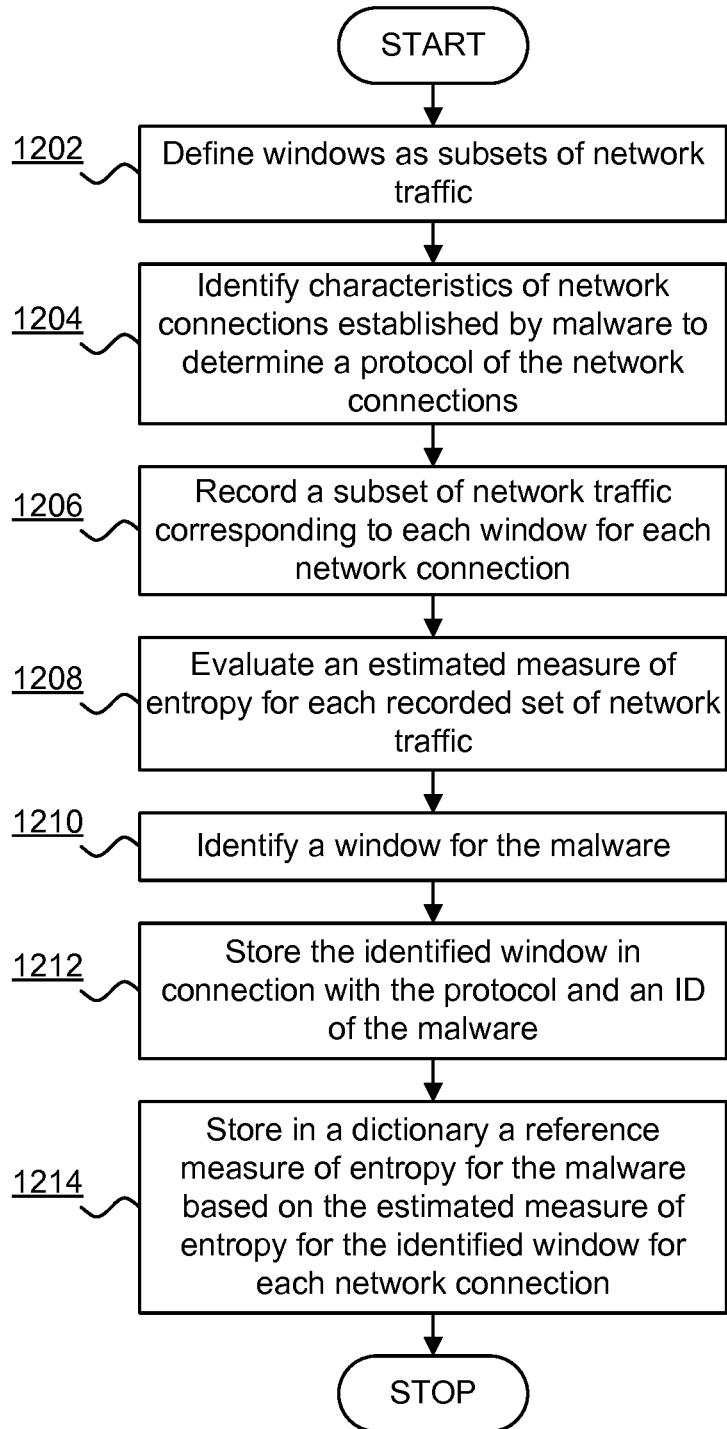 START
1202
Define windows as subsets of network
traffic
1204
Identify characteristics of network
connections established by malware to
determine a protocol of the network
connections
1206
Record a subset of network traffic
corresponding to each window for each
network connection
1208
Evaluate an estimated measure of
entropy for each recorded set of network
traffic
1210
Identify a window for the malware
1212
Store the identified window in
connection with the protocol and an ID
of the malware
1214
Store in a dictionary a reference
measure of entropy for the malware
based on the estimated measure of
entropy for the identified window for
each network connection
STOP